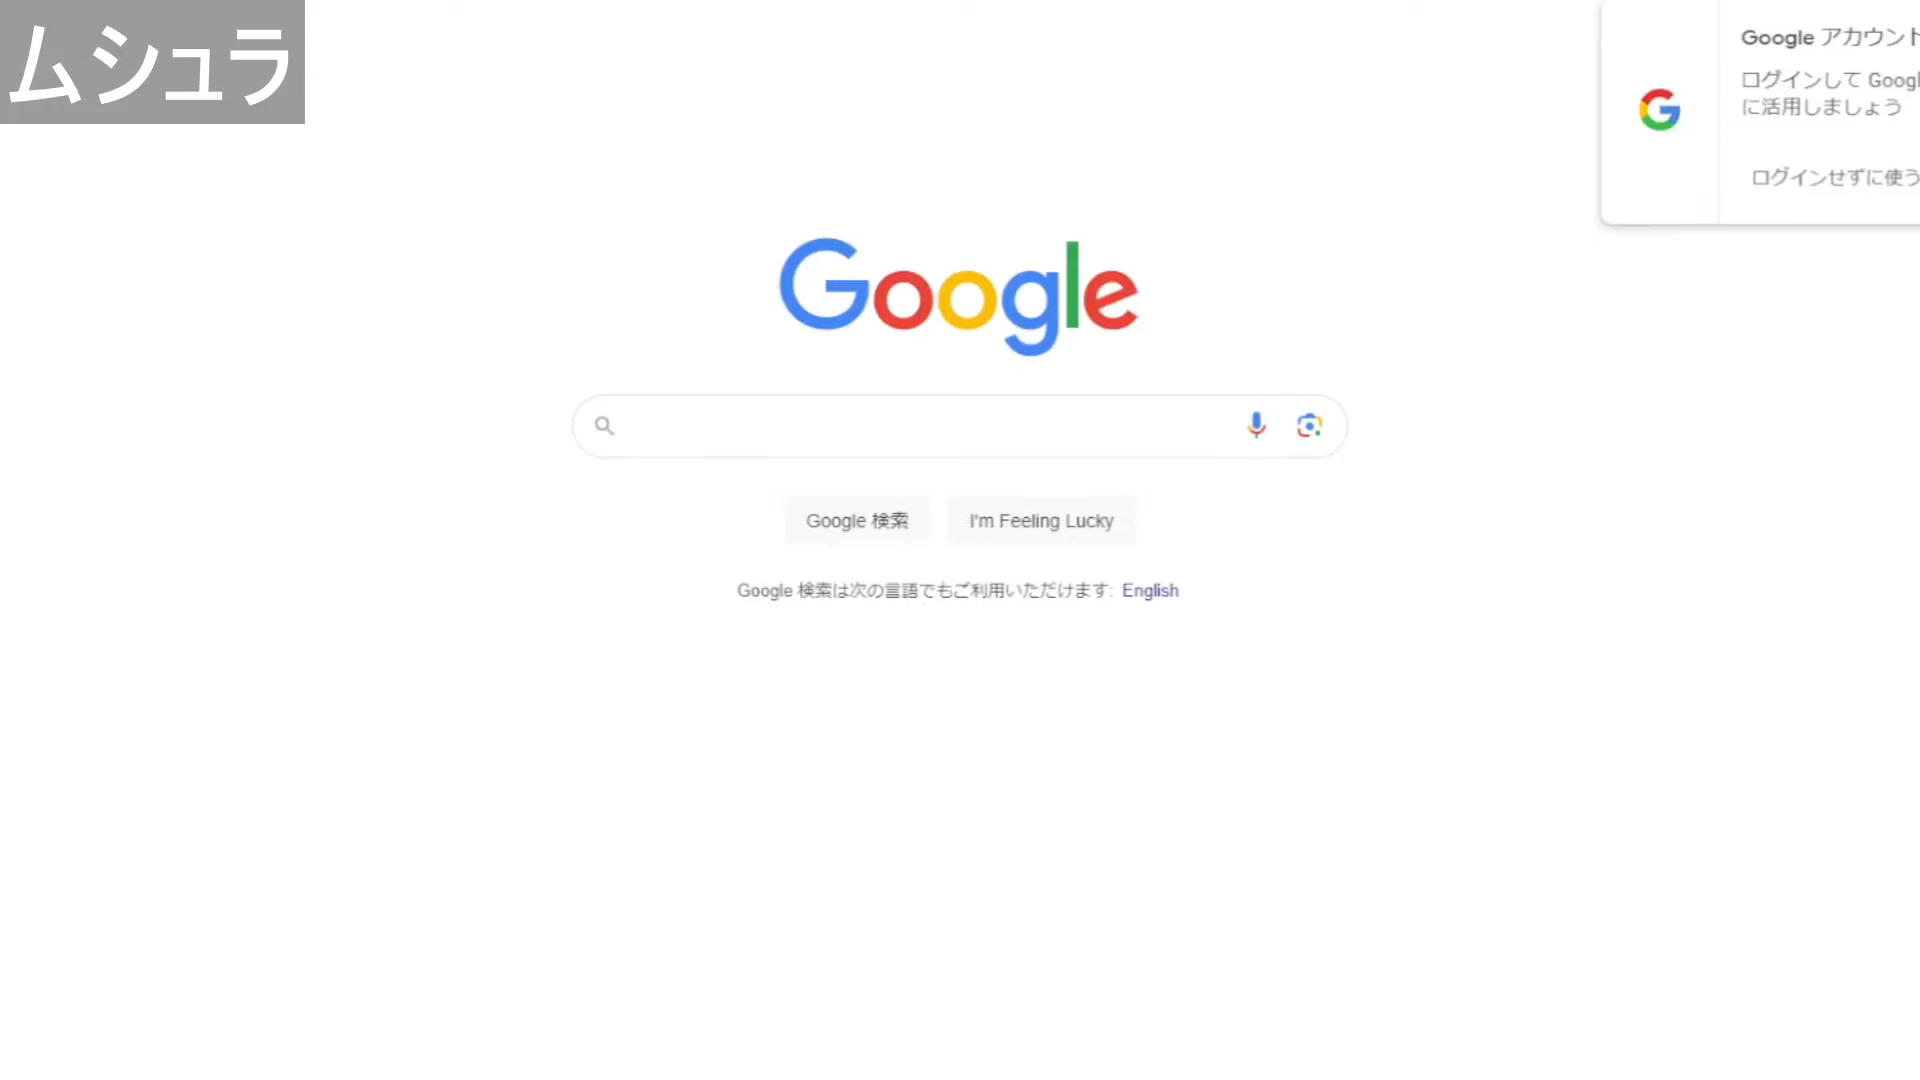 ムシュラ
Google アカウント
ログインして Googl
に活用しましょう
ログインせずに使う
Google
Google 検索
I'm Feeling Lucky
Google 検索は次の言語でもご利用いただけます: English